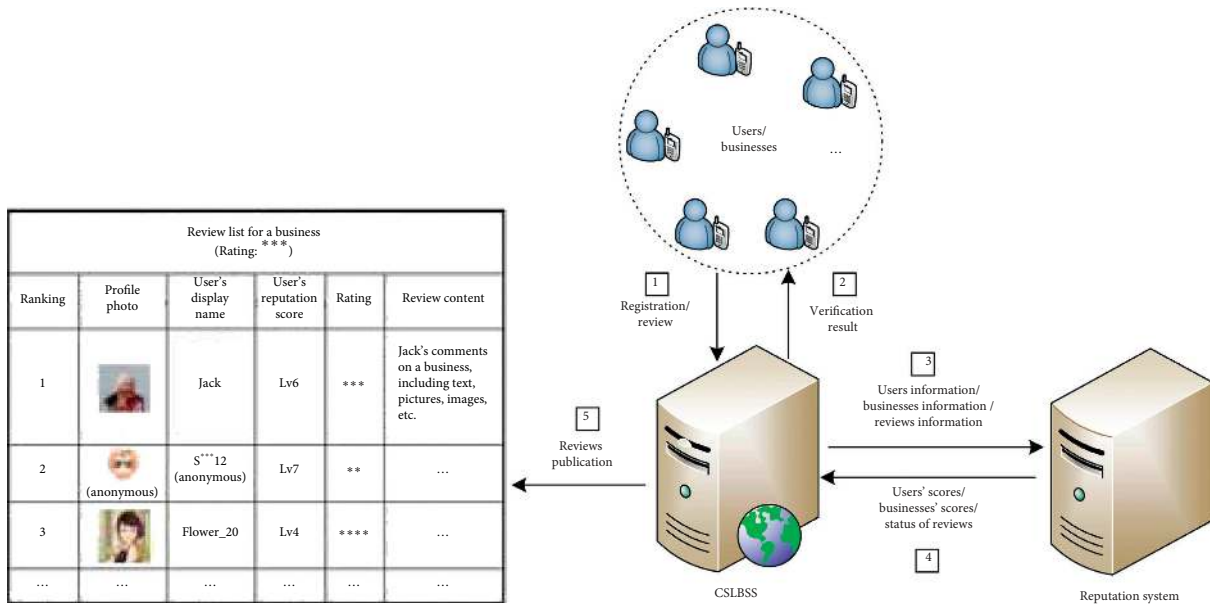 Users/
businesses
...
Review list for a business
(Rating: ***)
Ranking
Profile
photo
User's
display
name
User's
reputation
score
Rating
Review content
1
Jack
Lv6
***
Jack's comments
on a business,
including text,
pictures, images,
etc.
2
(anonymous)
S***12
(anonymous)
Lv7
**
...
3
Flower_20
Lv4
****
...
...
...
...
...
...
...
1
Registration/
review
2
Verification
result
3
Users information/
businesses information /
reviews information
5
Reviews
publication
Users' scores/
businesses' scores/
status of reviews
4
CSLBSS
Reputation system